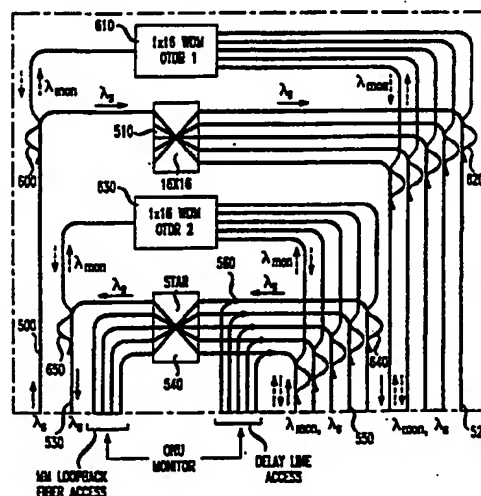 610
1x16 WDM
OTDR 1
λmon
λmon
λs
λs
510
600
620
16X16
630
1x16 WDM
OTDR 2
λmon
λmon
560
λs
λs
STAR
500
650
640
540
λs
530
λs
λmon, λs
550
λmon, λs
520
MM LOOPBACK
FIBER ACCESS
ORU
MONITOR
DELAY LINE
ACCESS